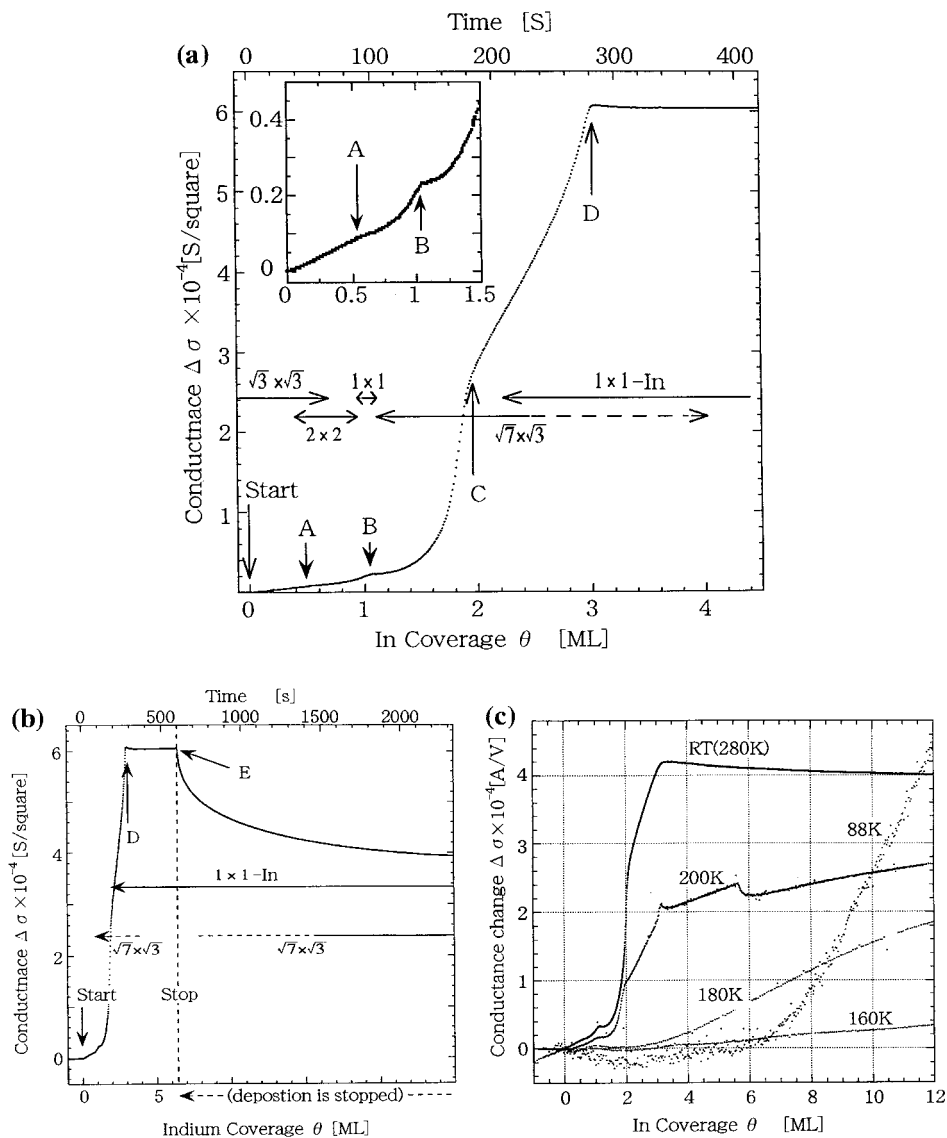 Time [S]
(a)
0 100 200 300 400
Conductnace Δ σ ×10⁻⁴[S/square]
6
5
4
3
2
1
0.4
0.2
0
A
B
0 0.5 1 1.5
D
√3×√3
1×1
1×1-In
2×2
√7×√3
C
Start
A
B
0 1 2 3 4
In Coverage θ [ML]
(b)
Time [s]
0 500 1000 1500 2000
Conductnace Δ σ ×10⁻⁴[S/square]
6
4
2
0
E
D
1×1-In
√7×√3
√7×√3
Start
Stop
0 5
(depostion is stopped)
Indium Coverage θ [ML]
(c)
Conductance change Δ σ×10⁻⁴[A/V]
4
3
2
1
0
RT(280K)
88K
200K
180K
160K
0 2 4 6 8 10 12
In Coverage θ [ML]